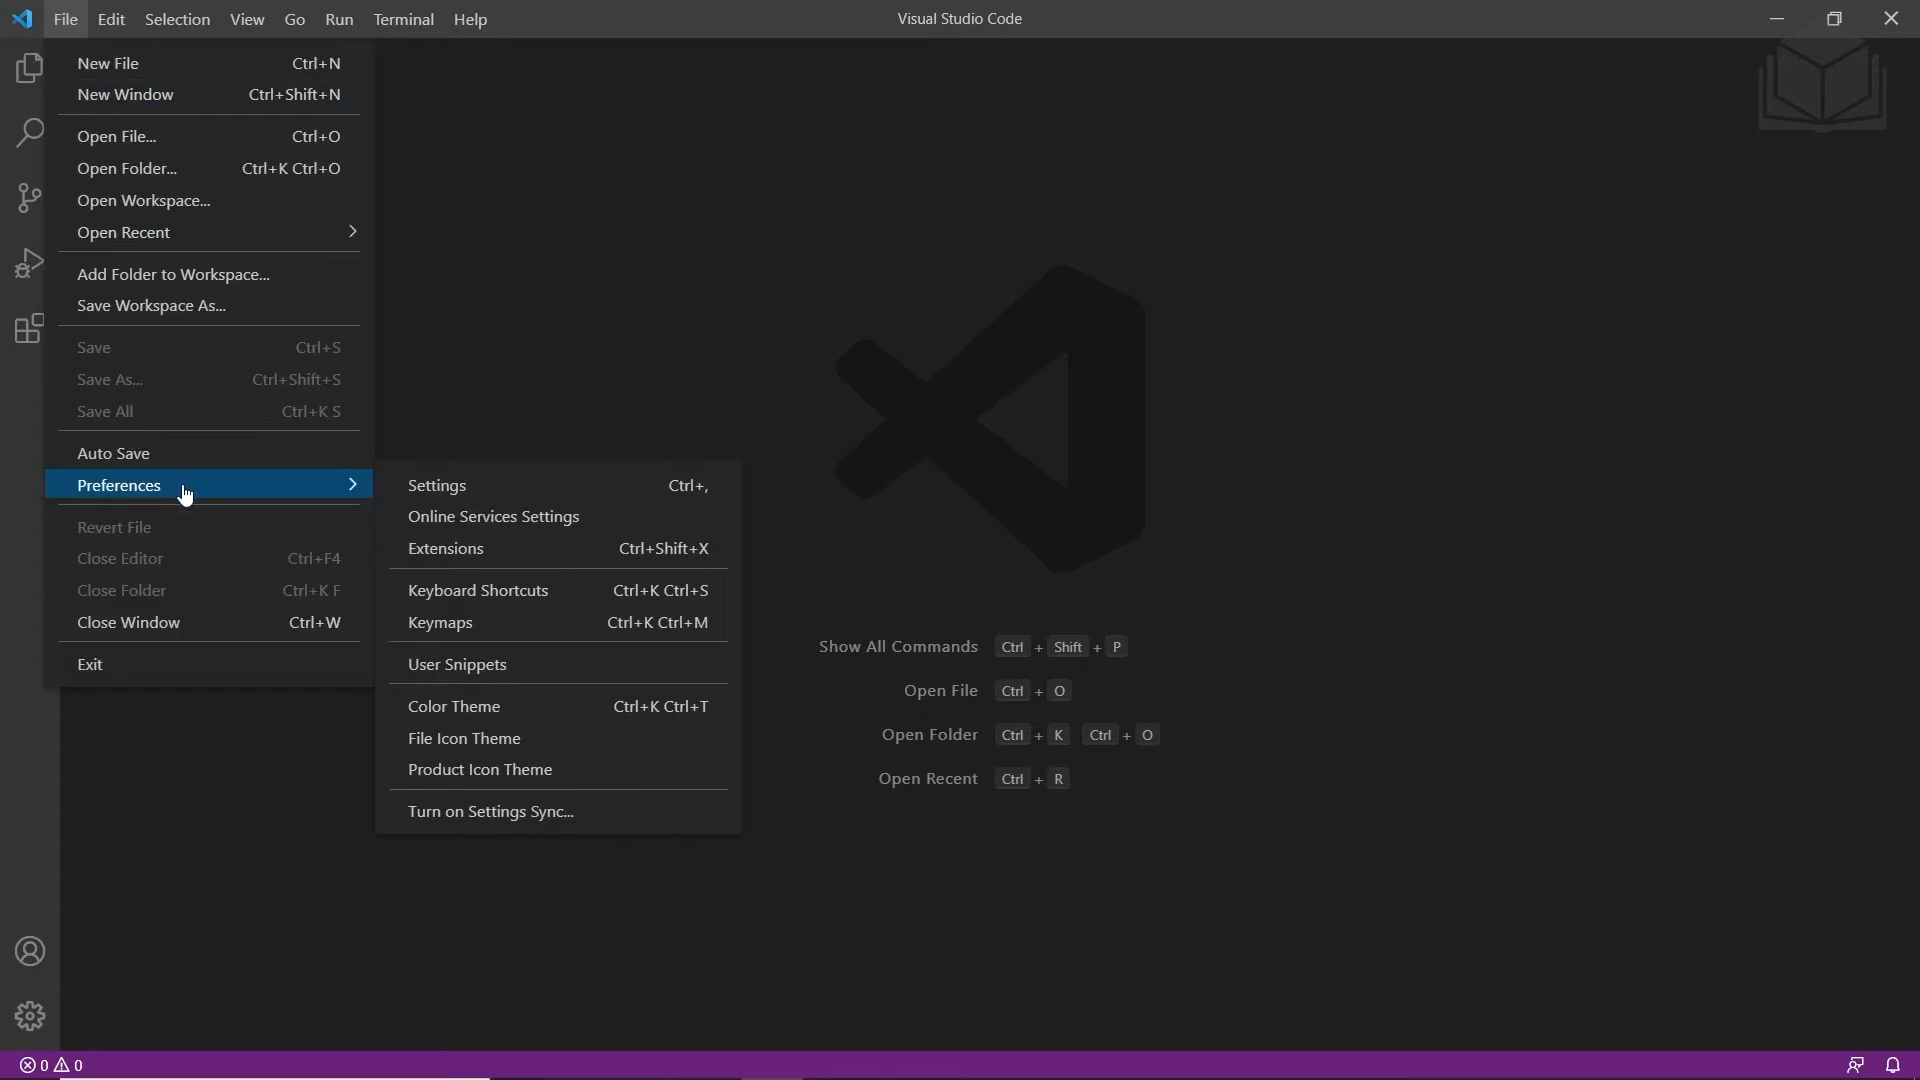 File Edit Selection View Go Run Terminal Help Visual Studio Code
New File Ctrl+N
New Window Ctrl+Shift+N
Open File... Ctrl+O
Open Folder... Ctrl+K Ctrl+O
Open Workspace...
Open Recent
Add Folder to Workspace...
Save Workspace As...
Save Ctrl+S
Save As... Ctrl+Shift+S
Save All Ctrl+K S
Auto Save
Preferences
Revert File
Close Editor Ctrl+F4
Close Folder Ctrl+K F
Close Window Ctrl+W
Exit
Settings Ctrl+,
Online Services Settings
Extensions Ctrl+Shift+X
Keyboard Shortcuts Ctrl+K Ctrl+S
Keymaps Ctrl+K Ctrl+M
User Snippets
Color Theme Ctrl+K Ctrl+T
File Icon Theme
Product Icon Theme
Turn on Settings Sync...
Show All Commands Ctrl + Shift + P
Open File Ctrl + O
Open Folder Ctrl + K Ctrl + O
Open Recent Ctrl + R
0 0